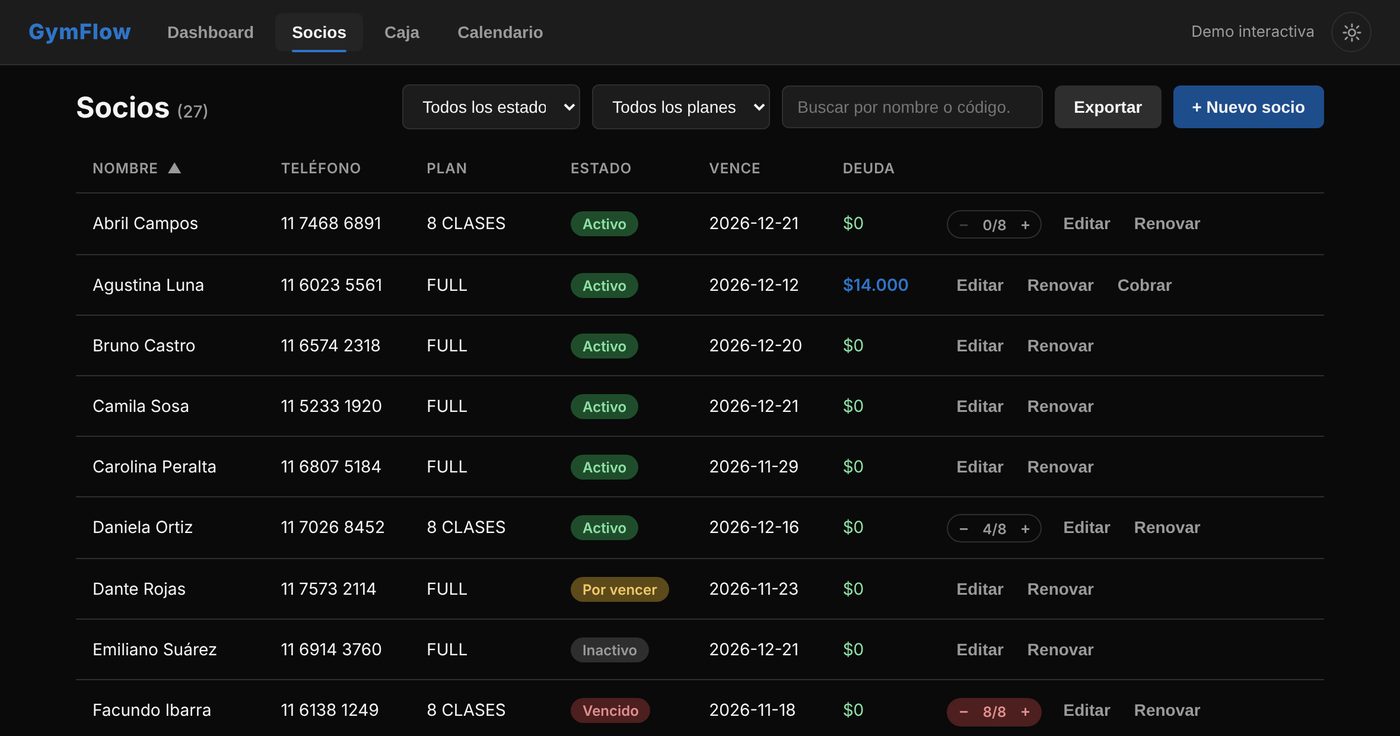 GymFlow Dashboard Socios Caja Calendario Demo interactiva
Socios (27) Todos los estado Todos los planes Buscar por nombre o código. Exportar + Nuevo socio
NOMBRE ▲ TELÉFONO PLAN ESTADO VENCE DEUDA
Abril Campos 11 7468 6891 8 CLASES Activo 2026-12-21 $0 − 0/8 + Editar Renovar
Agustina Luna 11 6023 5561 FULL Activo 2026-12-12 $14.000 Editar Renovar Cobrar
Bruno Castro 11 6574 2318 FULL Activo 2026-12-20 $0 Editar Renovar
Camila Sosa 11 5233 1920 FULL Activo 2026-12-21 $0 Editar Renovar
Carolina Peralta 11 6807 5184 FULL Activo 2026-11-29 $0 Editar Renovar
Daniela Ortiz 11 7026 8452 8 CLASES Activo 2026-12-16 $0 − 4/8 + Editar Renovar
Dante Rojas 11 7573 2114 FULL Por vencer 2026-11-23 $0 Editar Renovar
Emiliano Suárez 11 6914 3760 FULL Inactivo 2026-12-21 $0 Editar Renovar
Facundo Ibarra 11 6138 1249 8 CLASES Vencido 2026-11-18 $0 − 8/8 + Editar Renovar